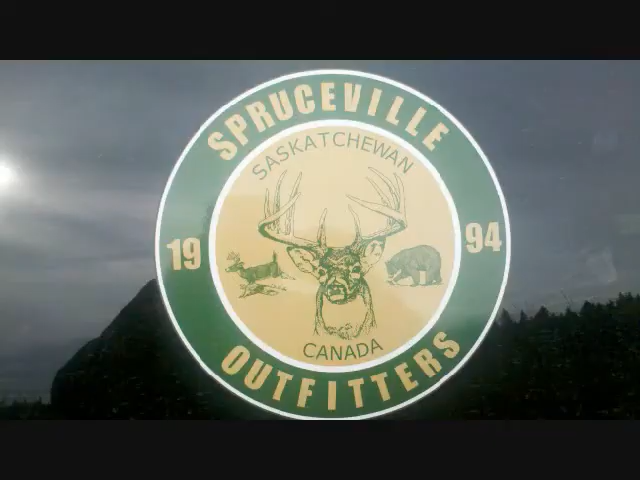 SPRUCEVILLE
SASKATCHEWAN
19 94
CANADA
OUTFITTERS